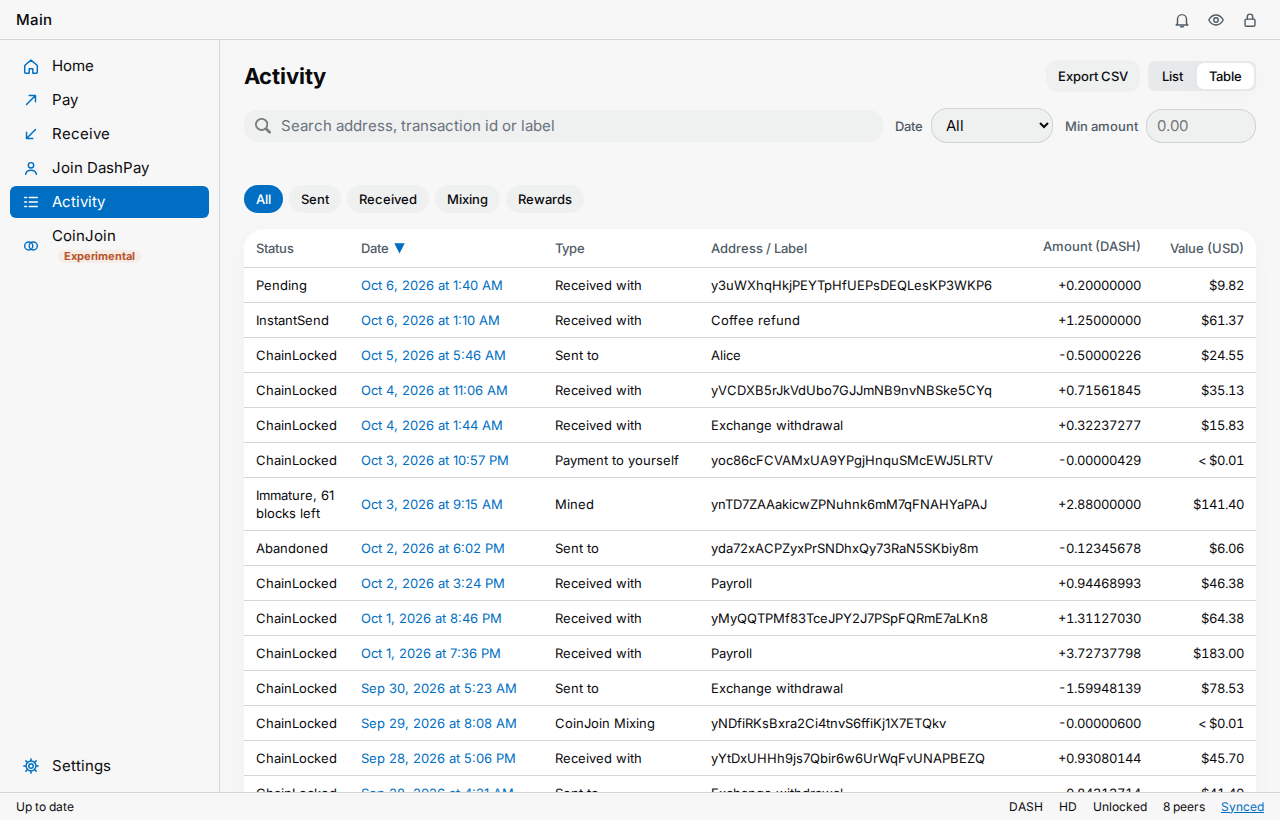 Main
Home
Pay
Receive
Join DashPay
Activity
CoinJoin
Experimental
Settings
Activity
Export CSV
List
Table
Search address, transaction id or label
Date
All
Min amount
0.00
All
Sent
Received
Mixing
Rewards
Status Date ▼ Type Address / Label Amount (DASH) Value (USD)
Pending Oct 6, 2026 at 1:40 AM Received with y3uWXhqHkjPEYTpHfUEPsDEQLesKP3WKP6 +0.20000000 $9.82
InstantSend Oct 6, 2026 at 1:10 AM Received with Coffee refund +1.25000000 $61.37
ChainLocked Oct 5, 2026 at 5:46 AM Sent to Alice -0.50000226 $24.55
ChainLocked Oct 4, 2026 at 11:06 AM Received with yVCDXB5rJkVdUbo7GJJmNB9nvNBSke5CYq +0.71561845 $35.13
ChainLocked Oct 4, 2026 at 1:44 AM Received with Exchange withdrawal +0.32237277 $15.83
ChainLocked Oct 3, 2026 at 10:57 PM Payment to yourself yoc86cFCVAMxUA9YPgjHnquSMcEWJ5LRTV -0.00000429 < $0.01
Immature, 61 blocks left Oct 3, 2026 at 9:15 AM Mined ynTD7ZAAakicwZPNuhnk6mM7qFNAHYaPAJ +2.88000000 $141.40
Abandoned Oct 2, 2026 at 6:02 PM Sent to yda72xACPZyxPrSNDhxQy73RaN5SKbiy8m -0.12345678 $6.06
ChainLocked Oct 2, 2026 at 3:24 PM Received with Payroll +0.94468993 $46.38
ChainLocked Oct 1, 2026 at 8:46 PM Received with yMyQQTPMf83TceJPY2J7PSpFQRmE7aLKn8 +1.31127030 $64.38
ChainLocked Oct 1, 2026 at 7:36 PM Received with Payroll +3.72737798 $183.00
ChainLocked Sep 30, 2026 at 5:23 AM Sent to Exchange withdrawal -1.59948139 $78.53
ChainLocked Sep 29, 2026 at 8:08 AM CoinJoin Mixing yNDfiRKsBxra2Ci4tnvS6ffiKj1X7ETQkv -0.00000600 < $0.01
ChainLocked Sep 28, 2026 at 5:06 PM Received with yYtDxUHHh9js7Qbir6w6UrWqFvUNAPBEZQ +0.93080144 $45.70
Up to date
DASH HD Unlocked 8 peers Synced